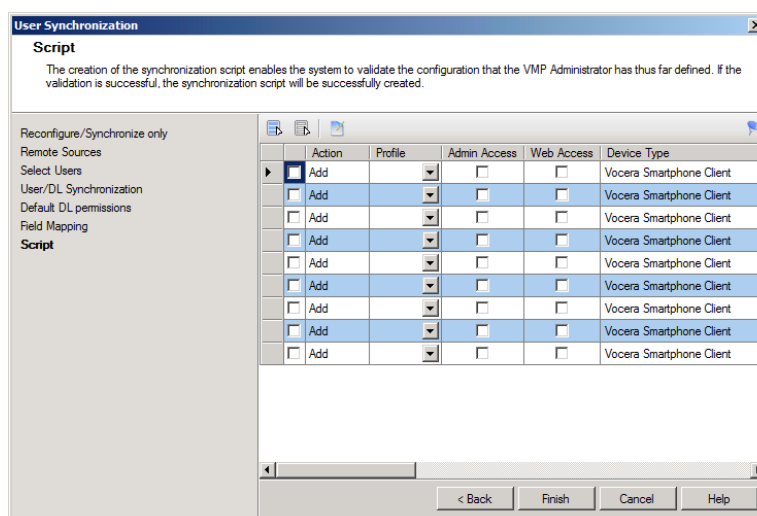 User Synchronization
Script
The creation of the synchronization script enables the system to validate the configuration that the VMP Administrator has thus far defined. If the
validation is successful, the synchronization script will be successfully created.
Reconfigure/Synchronize only
Remote Sources
Select Users
User/DL Synchronization
Default DL permissions
Field Mapping
Script
Action Profile Admin Access Web Access Device Type
Add Vocera Smartphone Client
Add Vocera Smartphone Client
Add Vocera Smartphone Client
Add Vocera Smartphone Client
Add Vocera Smartphone Client
Add Vocera Smartphone Client
Add Vocera Smartphone Client
Add Vocera Smartphone Client
Add Vocera Smartphone Client
< Back Finish Cancel Help